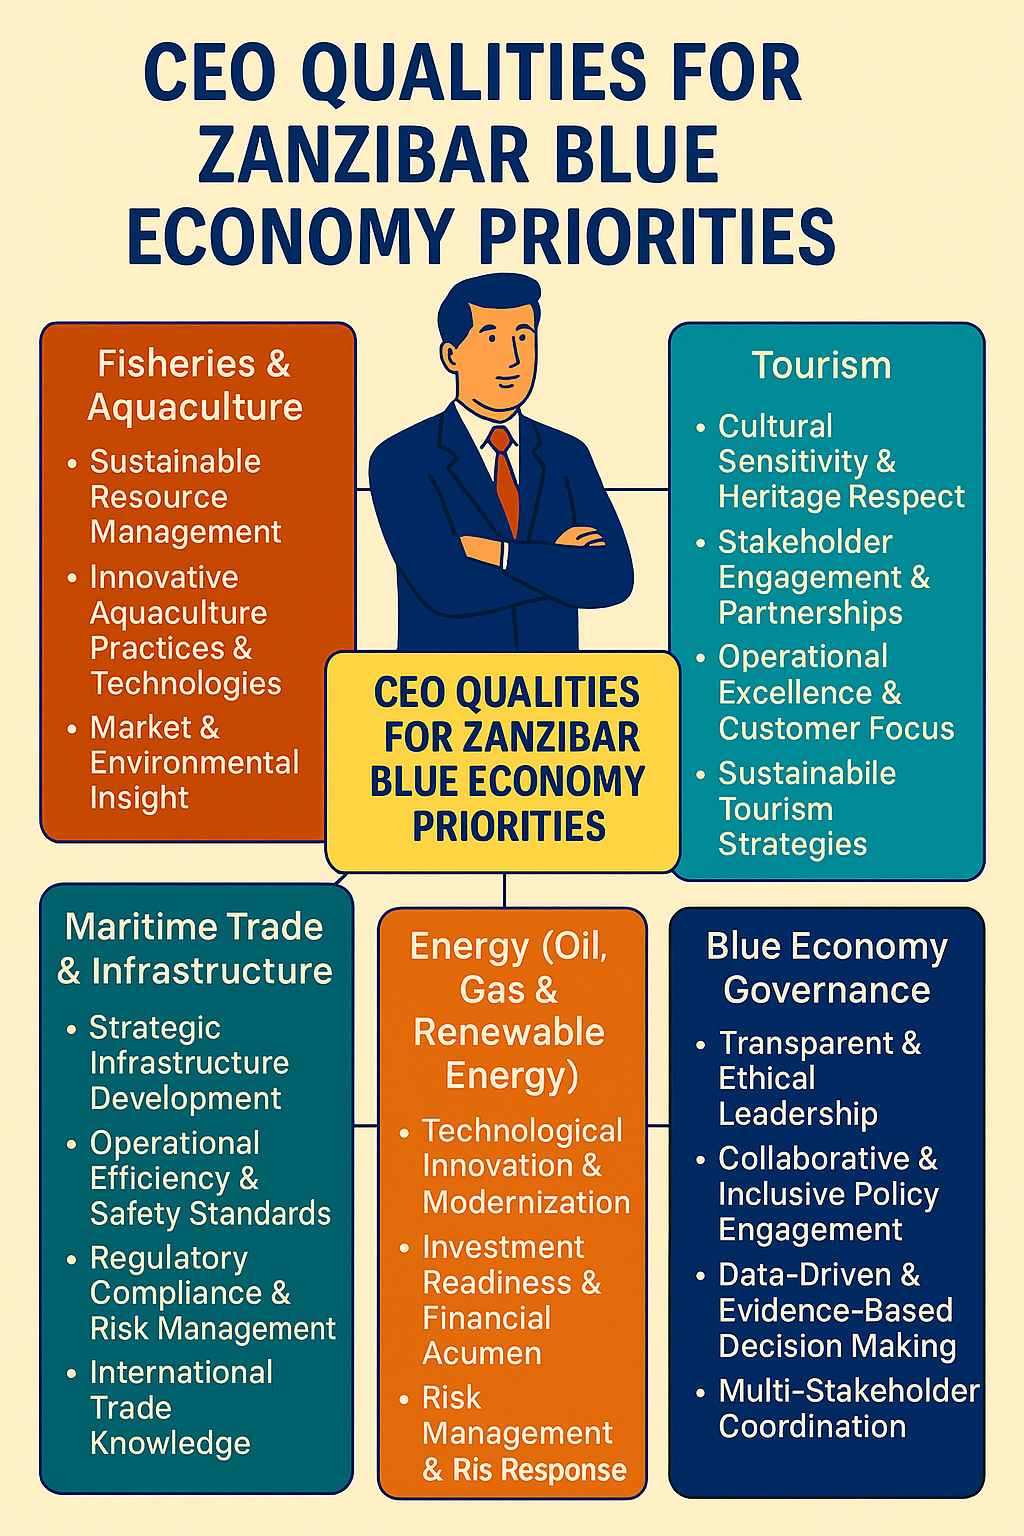 CEO QUALITIES FOR
ZANZIBAR BLUE
ECONOMY PRIORITIES
Fisheries &
Aquaculture
• Sustainable
Resource
Management
• Innovative
Aquaculture
Practices &
Technologies
• Market &
Environmental
Insight
Tourism
• Cultural
Sensitivity &
Heritage Respect
• Stakeholder
Engagement &
Partnerships
• Operational
Excellence &
Customer Focus
• Sustainabile
Tourism
Strategies
CEO QUALITIES
FOR ZANZIBAR
BLUE ECONOMY
PRIORITIES
Maritime Trade
& Infrastructure
• Strategic
Infrastructure
Development
• Operational
Efficiency &
Safety Standards
• Regulatory
Compliance &
Risk Management
• International
Trade
Knowledge
Energy (Oil,
Gas &
Renewable
Energy)
• Technological
Innovation &
Modernization
• Investment
Readiness &
Financial
Acumen
• Risk
Management
& Ris Response
Blue Economy
Governance
• Transparent &
Ethical
Leadership
• Collaborative &
Inclusive Policy
Engagement
• Data-Driven &
Evidence-Based
Decision Making
• Multi-Stakeholder
Coordination